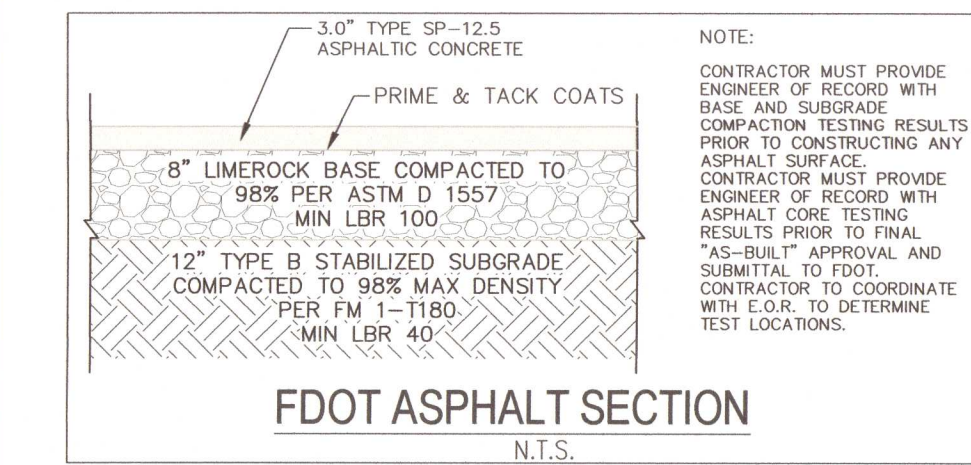 3.0" TYPE SP-12.5
ASPHALTIC CONCRETE
PRIME & TACK COATS
8" LIMEROCK BASE COMPACTED TO
98% PER ASTM D 1557
MIN LBR 100
12" TYPE B STABILIZED SUBGRADE
COMPACTED TO 98% MAX DENSITY
PER FM 1-T180
MIN LBR 40
NOTE:
CONTRACTOR MUST PROVIDE
ENGINEER OF RECORD WITH
BASE AND SUBGRADE
COMPACTION TESTING RESULTS
PRIOR TO CONSTRUCTING ANY
ASPHALT SURFACE.
CONTRACTOR MUST PROVIDE
ENGINEER OF RECORD WITH
ASPHALT CORE TESTING
RESULTS PRIOR TO FINAL
"AS-BUILT" APPROVAL AND
SUBMITTAL TO FDOT.
CONTRACTOR TO COORDINATE
WITH E.O.R. TO DETERMINE
TEST LOCATIONS.
FDOT ASPHALT SECTION
N.T.S.